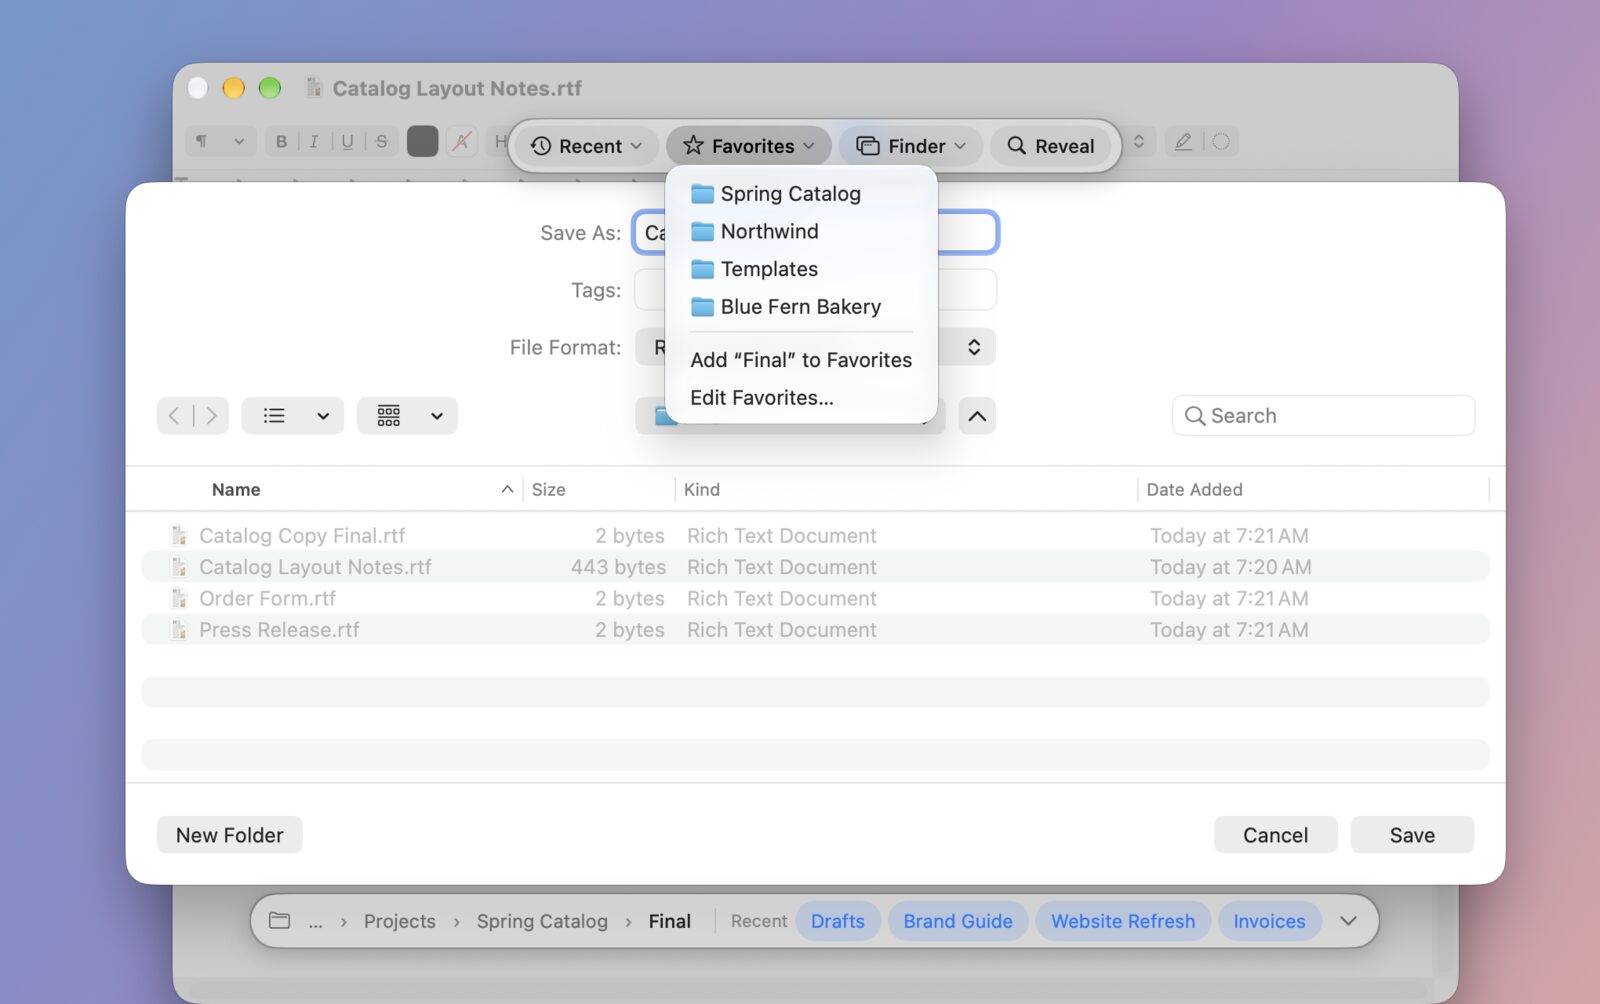 Catalog Layout Notes.rtf
¶ B I U S A H
Recent Favorites Finder Reveal
Spring Catalog
Save As: Ca
Northwind
Templates
Tags:
Blue Fern Bakery
File Format: R
Add “Final” to Favorites
Edit Favorites...
Search
Name Size Kind Date Added
Catalog Copy Final.rtf 2 bytes Rich Text Document Today at 7:21 AM
Catalog Layout Notes.rtf 443 bytes Rich Text Document Today at 7:20 AM
Order Form.rtf 2 bytes Rich Text Document Today at 7:21 AM
Press Release.rtf 2 bytes Rich Text Document Today at 7:21 AM
New Folder Cancel Save
... › Projects › Spring Catalog › Final Recent Drafts Brand Guide Website Refresh Invoices